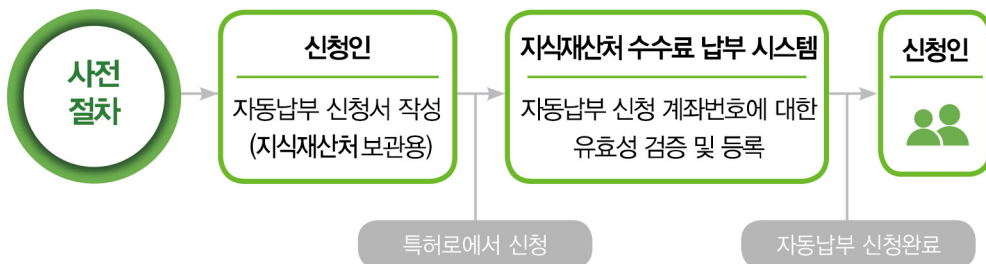 사전
절차
신청인
자동납부 신청서 작성
(지식재산처 보관용)
지식재산처 수수료 납부 시스템
자동납부 신청 계좌번호에 대한
유효성 검증 및 등록
신청인
특허로에서 신청
자동납부 신청완료